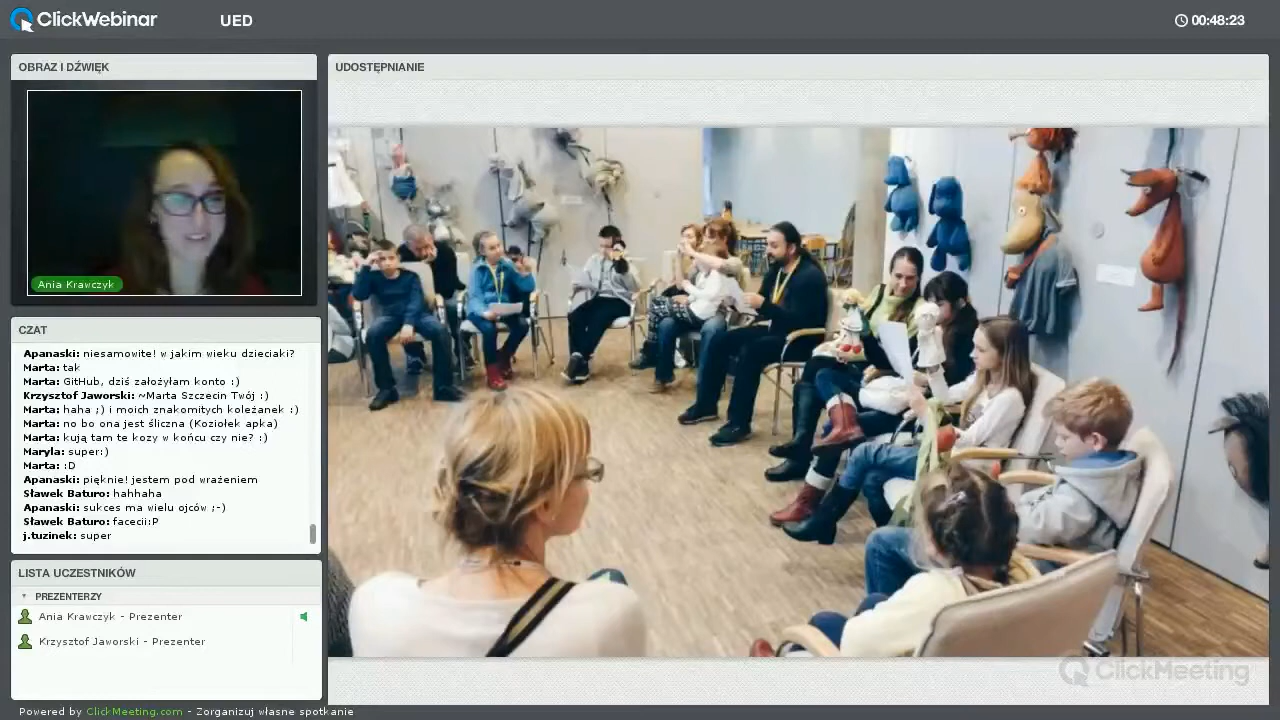 ClickWebinar
UED
00:48:23
OBRAZ I DŹWIĘK
Ania Krawczyk
CZAT
Apanaski: niesamowite! w jakim wieku dzieciaki?
Marta: tak
Marta: GitHub, dziś założyłam konto :)
Krzysztof Jaworski: ~Marta Szczecin Twój :)
Marta: haha ;) i moich znakomitych koleżanek :)
Marta: no bo ona jest śliczna (Koziołek apka)
Marta: kują tam te kozy w końcu czy nie? :)
Maryla: super:)
Marta: :D
Apanaski: pięknie! jestem pod wrażeniem
Sławek Baturo: hahhaha
Apanaski: sukces ma wielu ojców ;-)
Sławek Baturo: facecii:P
j.tuzinek: super
LISTA UCZESTNIKÓW
PREZENTERZY
Ania Krawczyk - Prezenter
Krzysztof Jaworski - Prezenter
UDOSTĘPNIANIE
ClickMeeting
Powered by ClickMeeting.com - Zorganizuj własne spotkanie